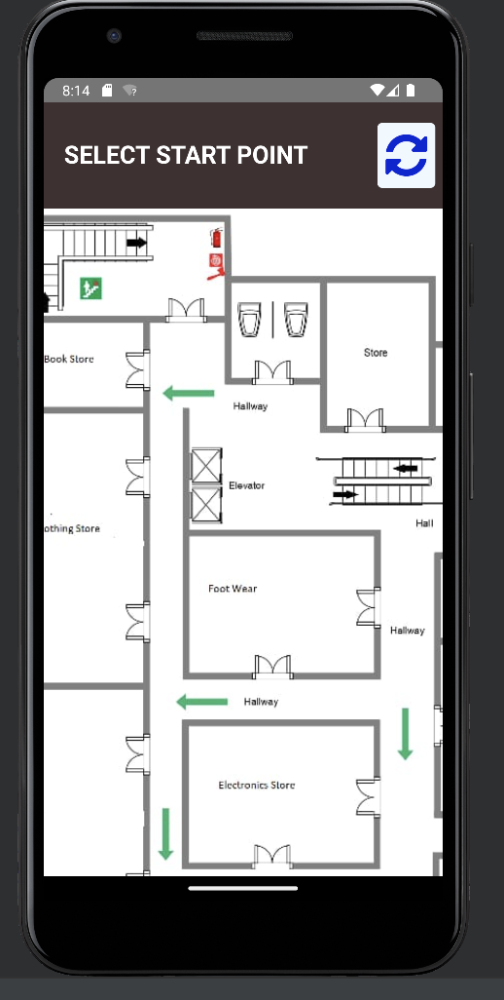 8:14
SELECT START POINT
Book Store
Store
Hallway
Elevator
othing Store
Hall
Foot Wear
Hallway
Hallway
Electronics Store